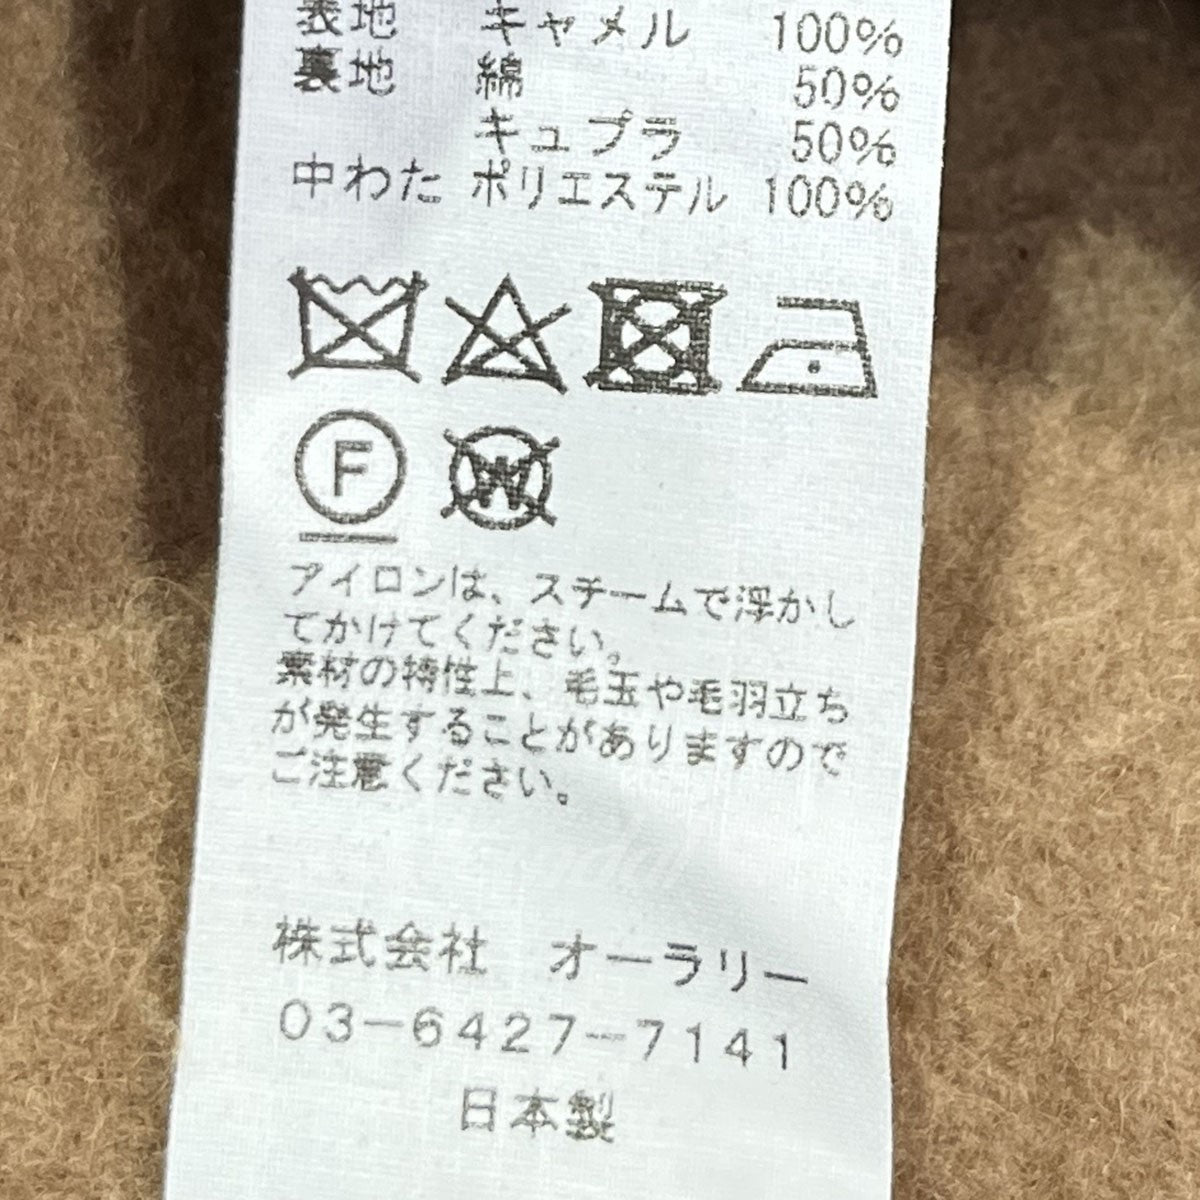 表地 キャメル 100%
裏地 綿 50%
キュプラ 50%
中わた ポリエステル 100%
F
W
アイロンは、スチームで浮かし
てかけてください。
素材の特性上、毛玉や毛羽立ち
が発生することがありますので
ご注意ください。
株式会社 オーラリー
03-6427-7141
日本製